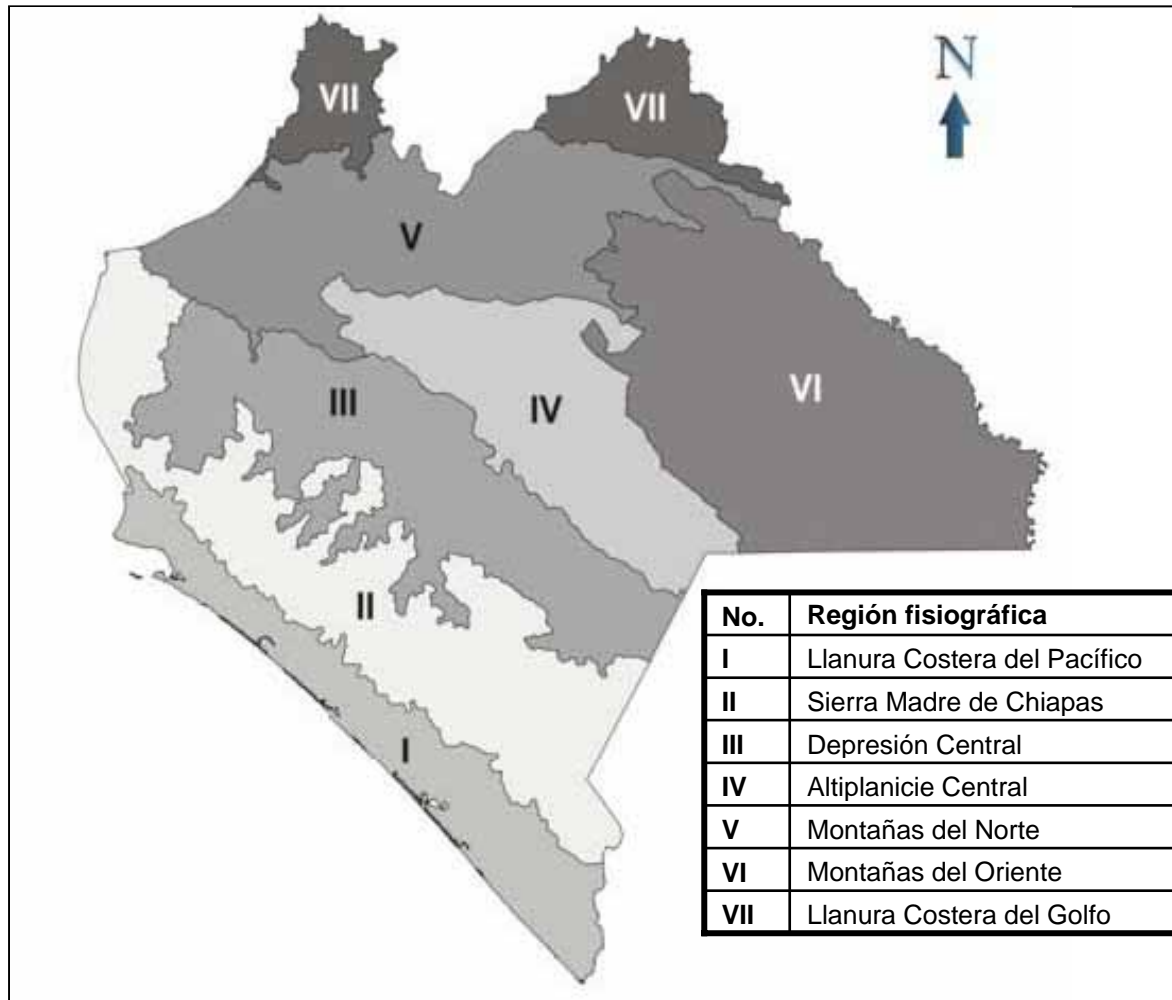 VII
VII
N
V
III
IV
VI
II
I
No. Región fisiográfica
I Llanura Costera del Pacífico
II Sierra Madre de Chiapas
III Depresión Central
IV Altiplanicie Central
V Montañas del Norte
VI Montañas del Oriente
VII Llanura Costera del Golfo